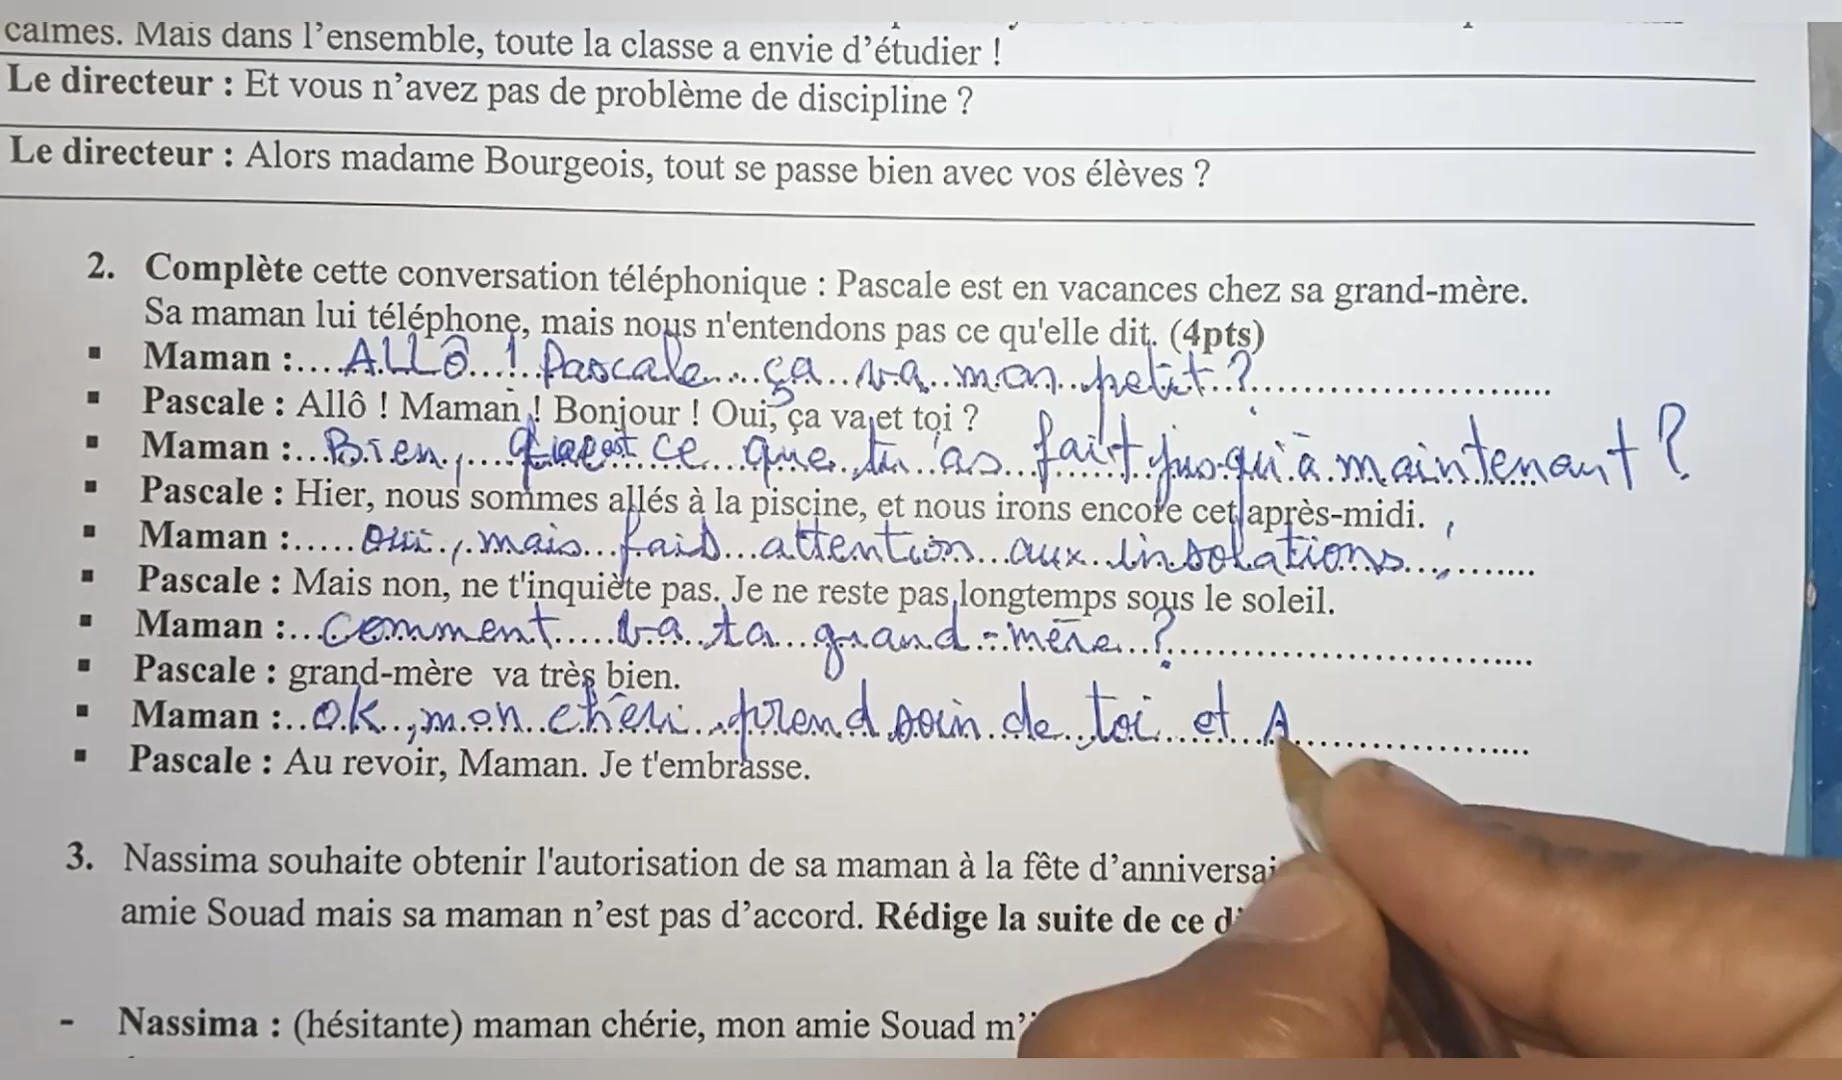 calmes. Mais dans l’ensemble, toute la classe a envie d’étudier !
Le directeur : Et vous n’avez pas de problème de discipline ?
Le directeur : Alors madame Bourgeois, tout se passe bien avec vos élèves ?
2. Complète cette conversation téléphonique : Pascale est en vacances chez sa grand-mère.
Sa maman lui téléphone, mais nous n'entendons pas ce qu'elle dit. (4pts)
▪ Maman :....ALLô...!..Pascale....ça...va..mon..petit..?..............................
▪ Pascale : Allô ! Maman ! Bonjour ! Oui, ça va et toi ?
▪ Maman :...Bien.,.... ce que tu as fait jusqu'à maintenant ?
▪ Pascale : Hier, nous sommes allés à la piscine, et nous irons encore cet après-midi.
▪ Maman :......oui.., mais...fais...attention...aux..insolations..........
▪ Pascale : Mais non, ne t'inquiète pas. Je ne reste pas longtemps sous le soleil.
▪ Maman :...Comment.....va..ta...grand-mère..?..............................
▪ Pascale : grand-mère va très bien.
▪ Maman :..OK..,mon..chéri..prend soin de toi et A....................
▪ Pascale : Au revoir, Maman. Je t'embrasse.
3. Nassima souhaite obtenir l'autorisation de sa maman à la fête d’anniversai
amie Souad mais sa maman n’est pas d’accord. Rédige la suite de ce d
- Nassima : (hésitante) maman chérie, mon amie Souad m’